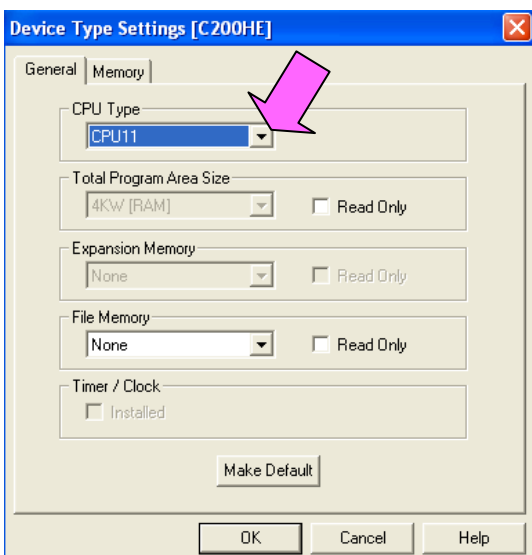 Device Type Settings [C200HE]
General Memory
CPU Type
CPU11
Total Program Area Size
4KW [RAM] Read Only
Expansion Memory
None Read Only
File Memory
None Read Only
Timer / Clock
Installed
Make Default
OK Cancel Help